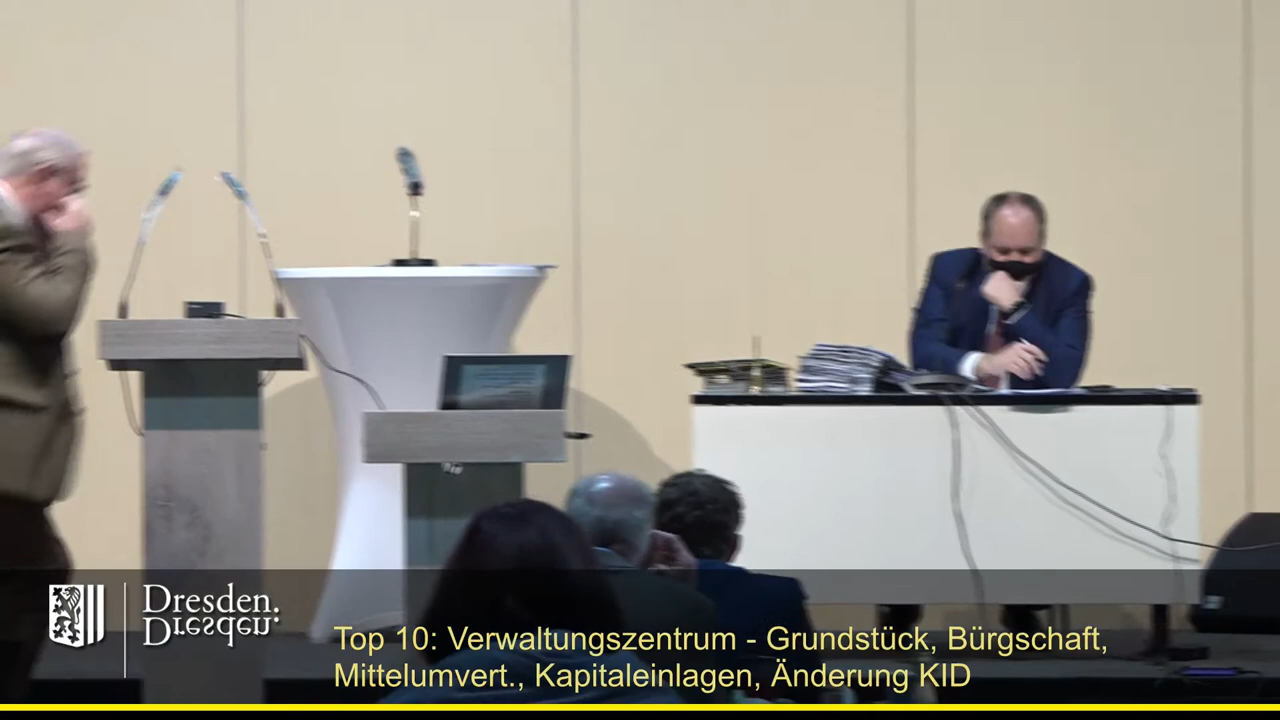 Dresden.
Dresden.
Top 10: Verwaltungszentrum - Grundstück, Bürgschaft,
Mittelumvert., Kapitaleinlagen, Änderung KID